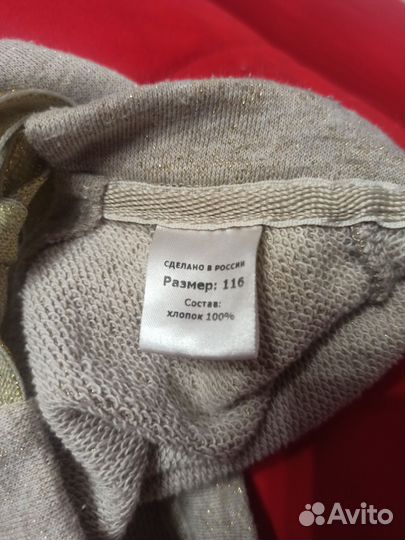 СДЕЛАНО В РОССИИ
Размер: 116
Состав:
хлопок 100%
Avito